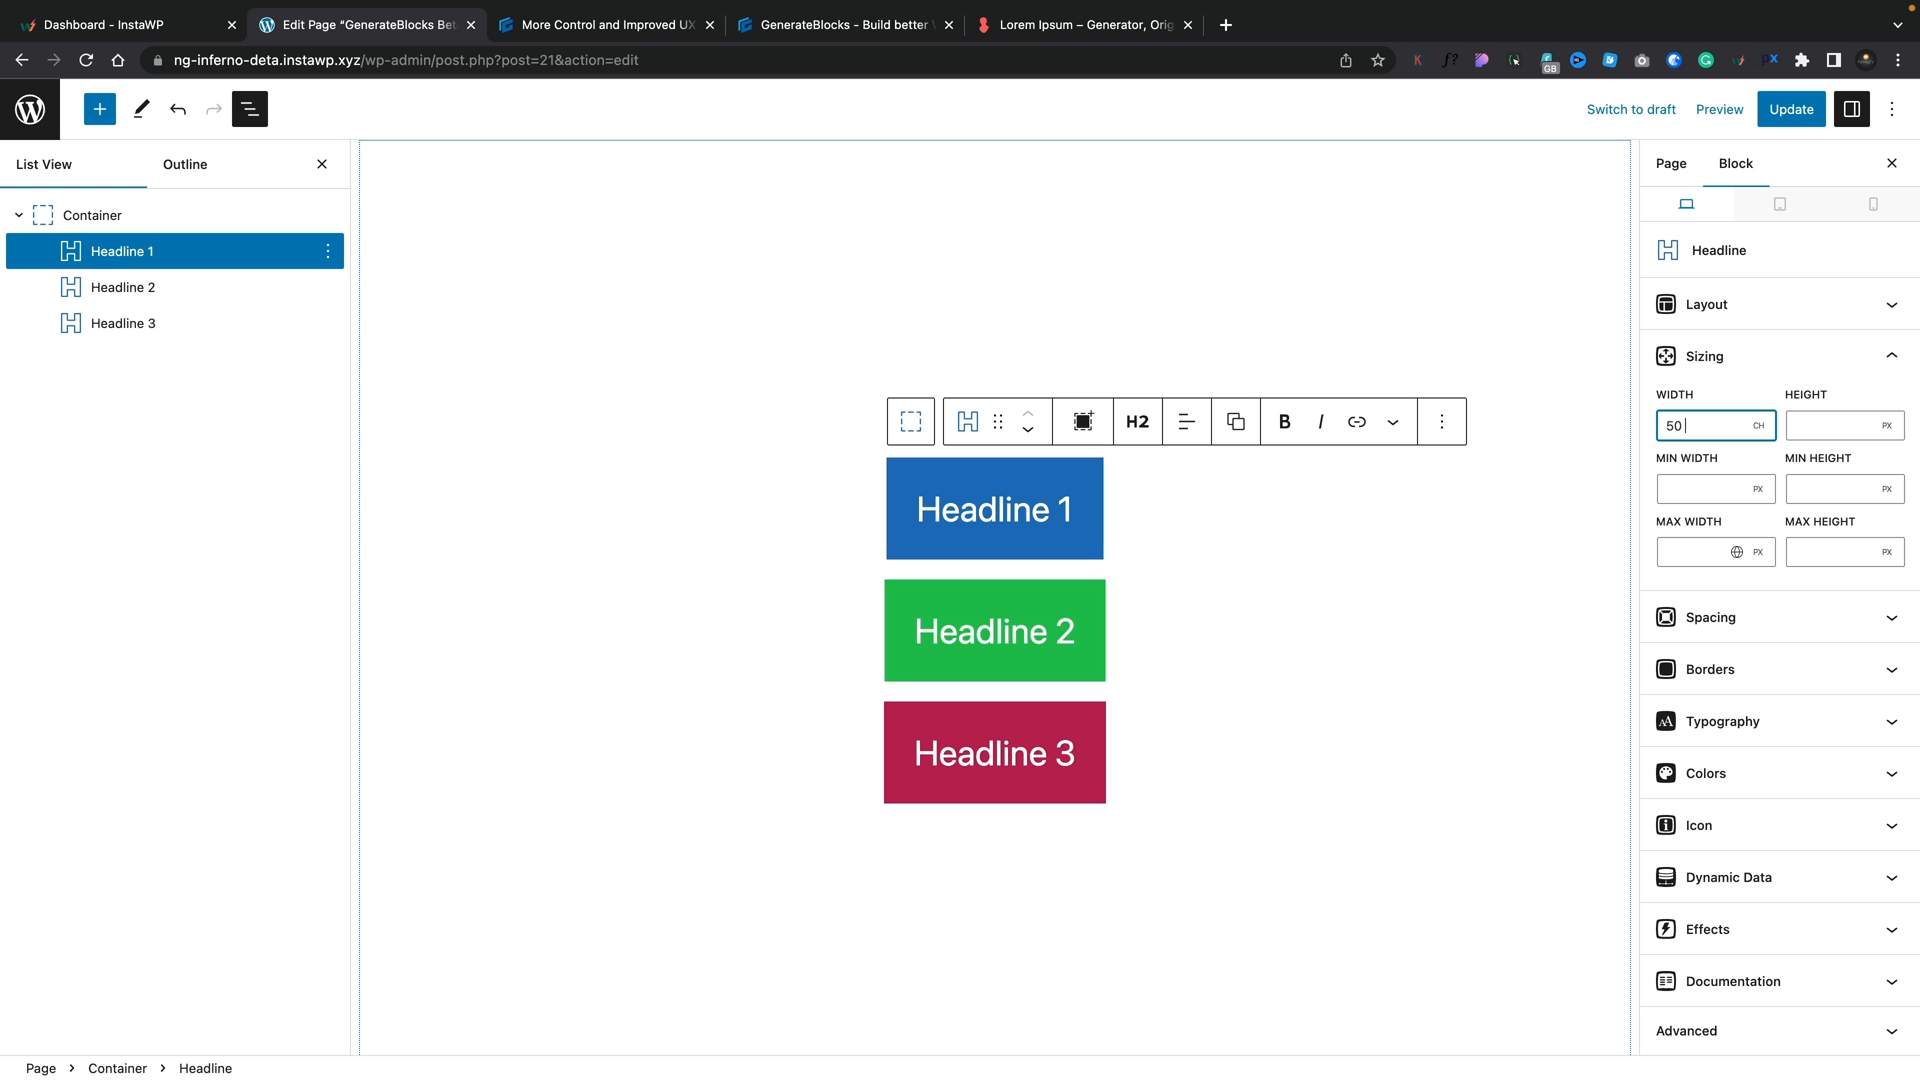 Dashboard - InstaWP
Edit Page "GenerateBlocks Bet
More Control and Improved UX
GenerateBlocks - Build better
Lorem Ipsum – Generator, Orig
ng-inferno-deta.instawp.xyz/wp-admin/post.php?post=21&action=edit
GB
Switch to draft
Preview
Update
List View
Outline
Container
Headline 1
Headline 2
Headline 3
H2
B
I
Headline 1
Headline 2
Headline 3
Page
Block
Headline
Layout
Sizing
WIDTH
HEIGHT
50
CH
PX
MIN WIDTH
MIN HEIGHT
PX
PX
MAX WIDTH
MAX HEIGHT
PX
PX
Spacing
Borders
Typography
Colors
Icon
Dynamic Data
Effects
Documentation
Advanced
Page > Container > Headline